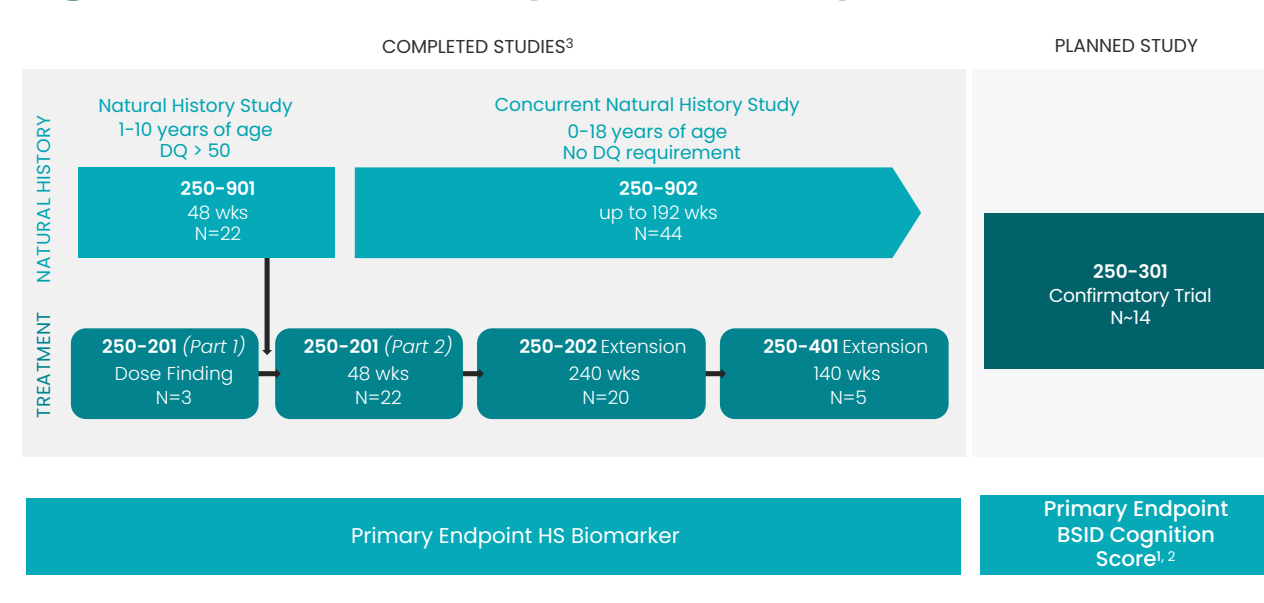 COMPLETED STUDIES³
PLANNED STUDY
NATURAL HISTORY
Natural History Study
1-10 years of age
DQ > 50
250-901
48 wks
N=22
Concurrent Natural History Study
0-18 years of age
No DQ requirement
250-902
up to 192 wks
N=44
TREATMENT
250-201 (Part 1)
Dose Finding
N=3
250-201 (Part 2)
48 wks
N=22
250-202 Extension
240 wks
N=20
250-401 Extension
140 wks
N=5
250-301
Confirmatory Trial
N~14
Primary Endpoint HS Biomarker
Primary Endpoint
BSID Cognition
Score¹, ²